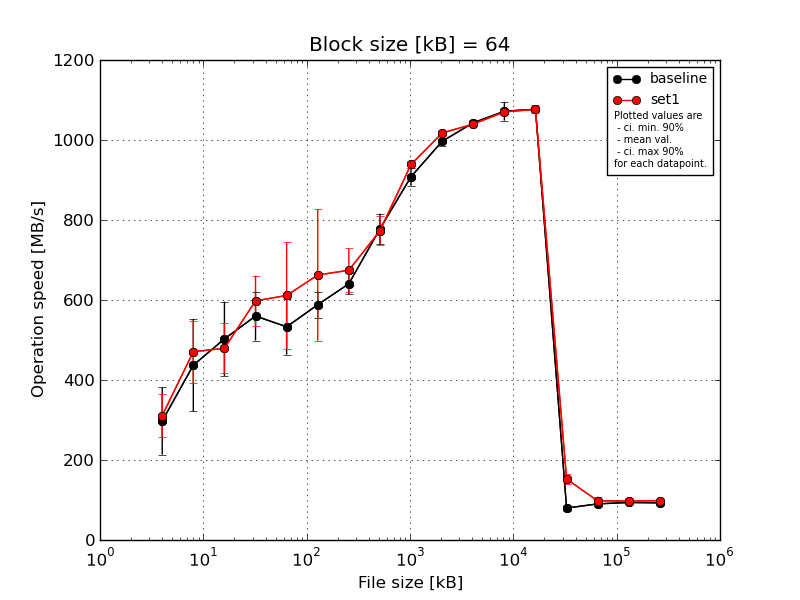 Block size [kB] = 64
1200
1000
800
600
400
200
0
Operation speed [MB/s]
baseline
set1
Plotted values are
- ci. min. 90%
- mean val.
- ci. max 90%
for each datapoint.
10^0 10^1 10^2 10^3 10^4 10^5 10^6
File size [kB]